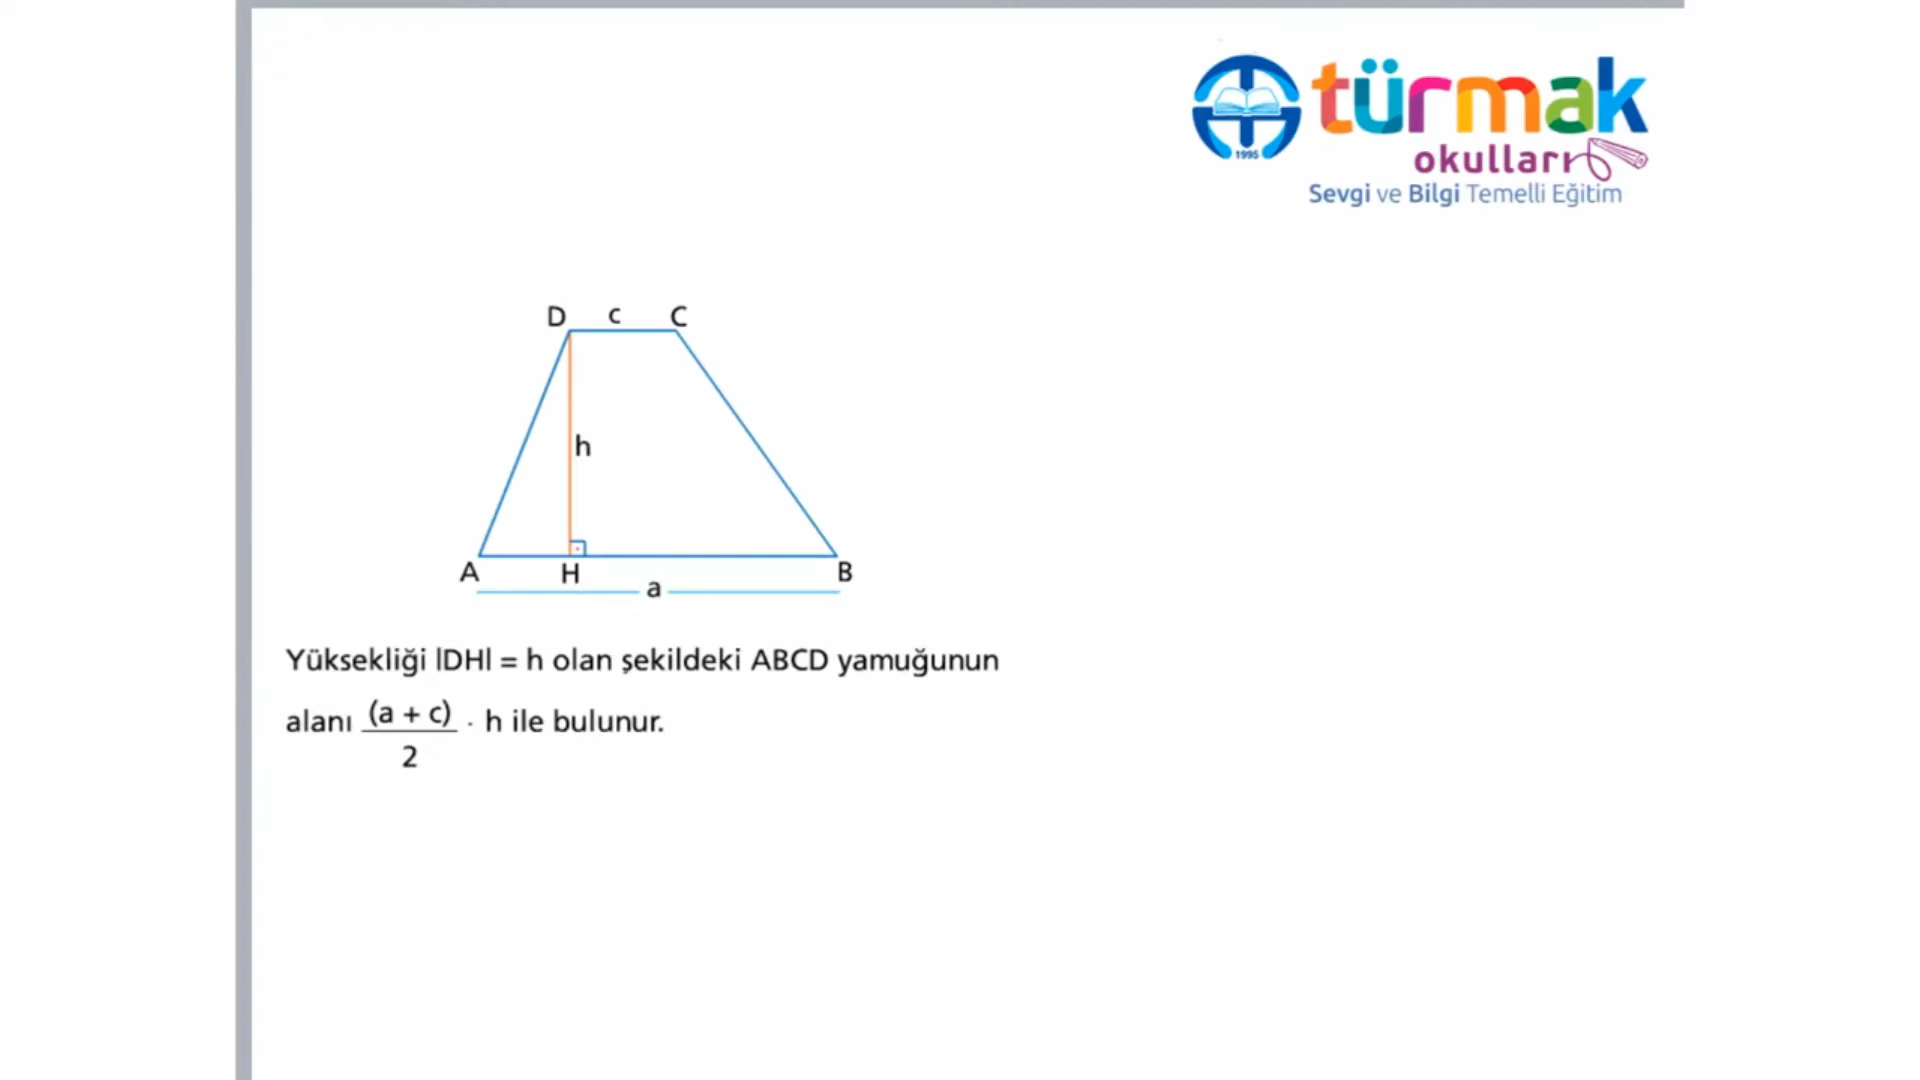 1995
türmak
okulları
Sevgi ve Bilgi Temelli Eğitim
D c C
h
A H B
a
Yüksekliği |DH| = h olan şekildeki ABCD yamuğunun
alanı (a + c) / 2 · h ile bulunur.